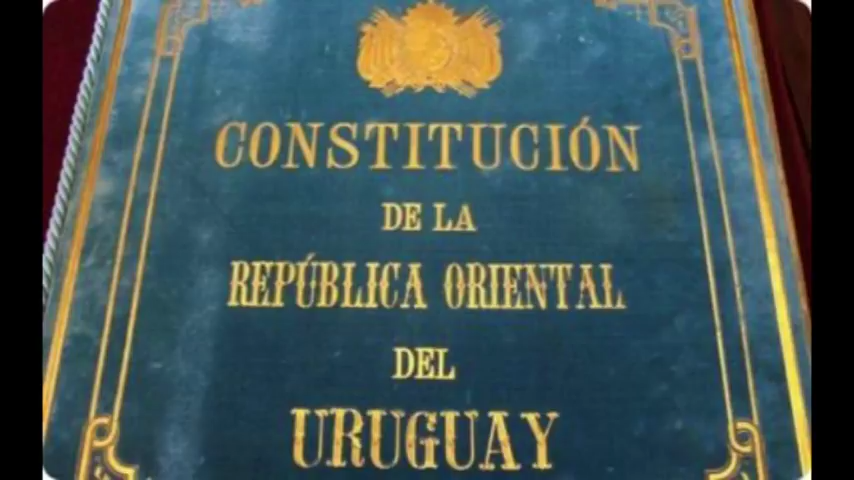 CONSTITUCIÓN
DE LA
REPÚBLICA ORIENTAL
DEL
URUGUAY